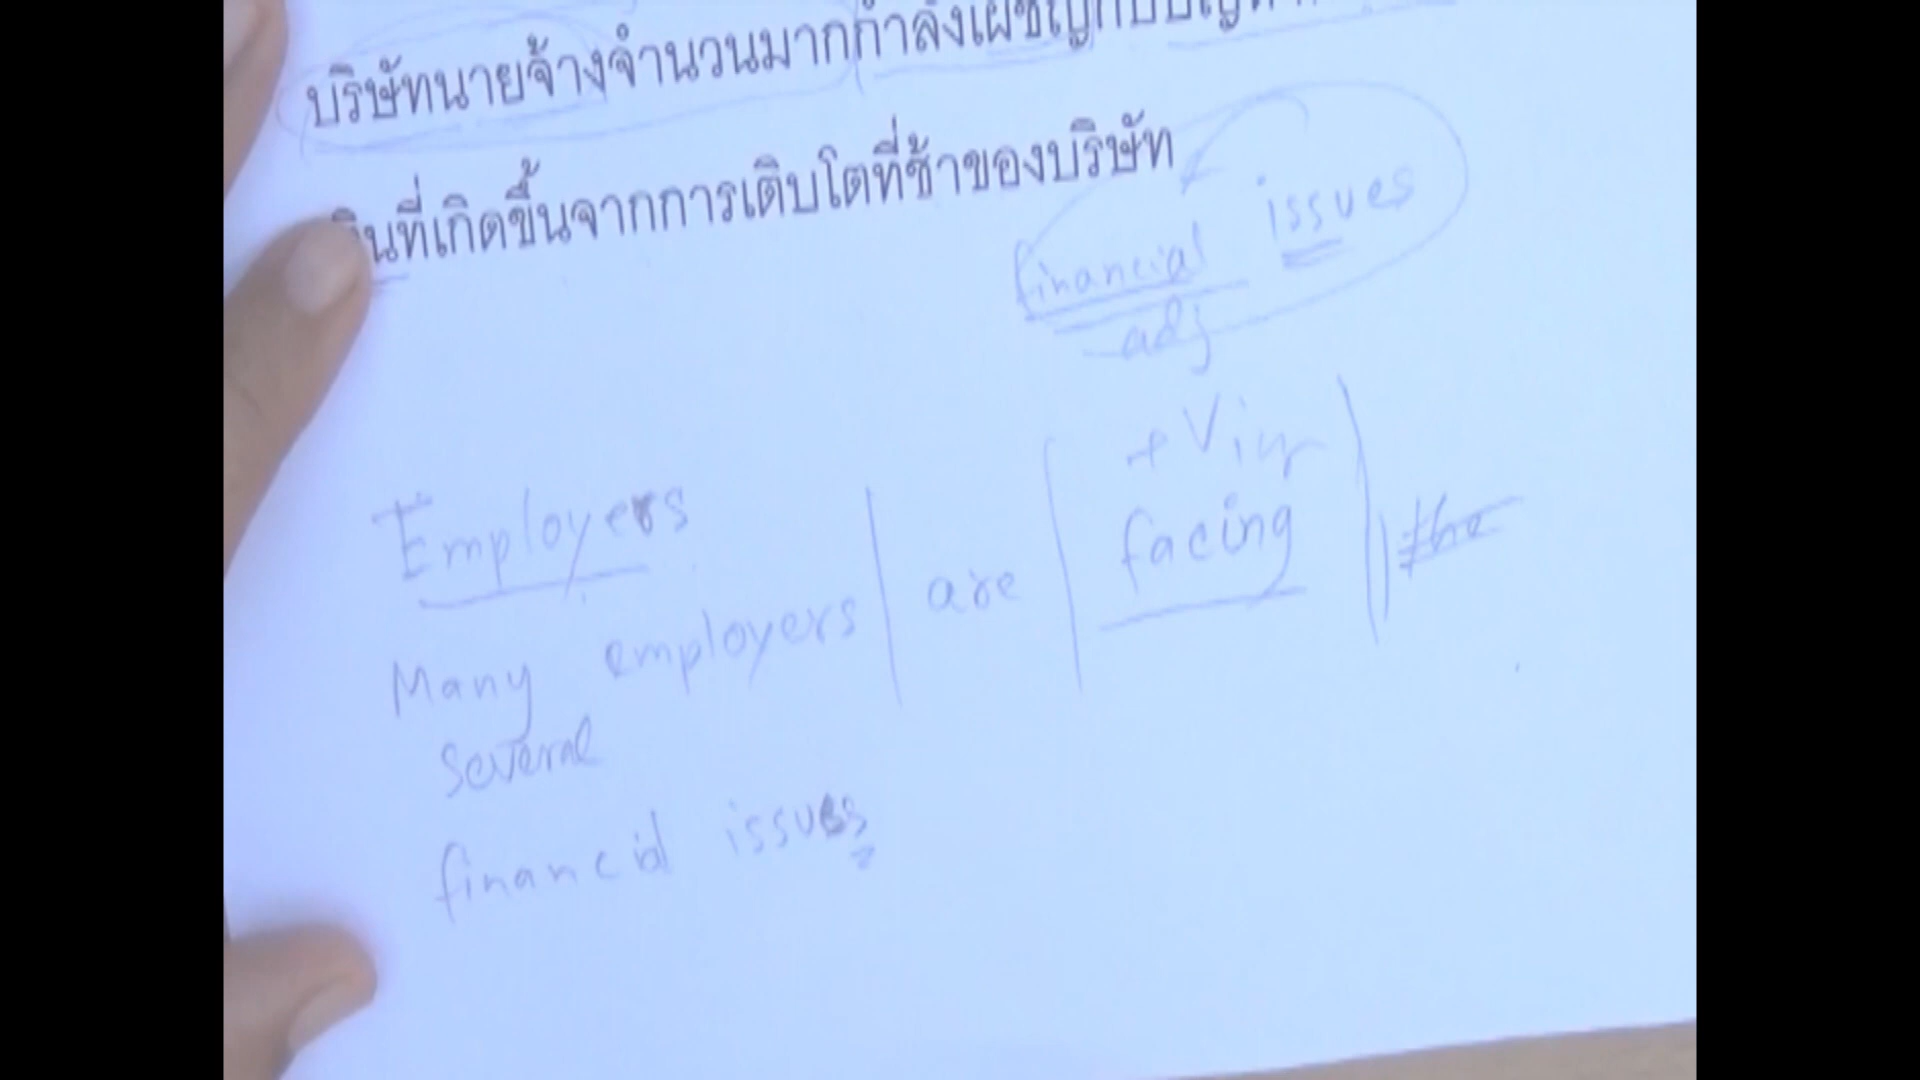 บริษัทนายจ้างจำนวนมากกำลังเผชิญกับปัญหา
ินที่เกิดขึ้นจากการเติบโตที่ช้าของบริษัท
financial issues
adj
+ Ving
Employers facing the
Many employers are
several
financial issues